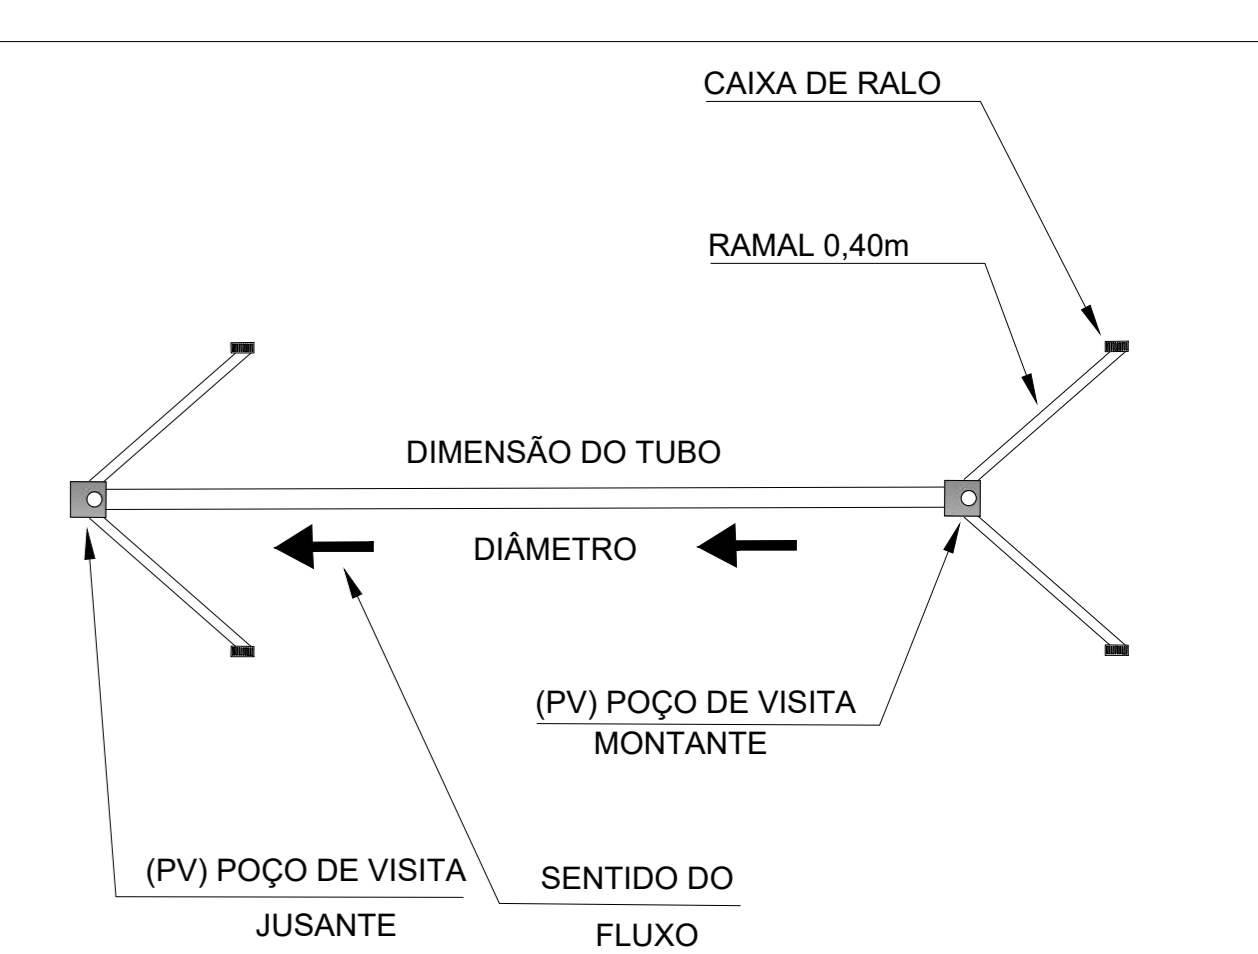 CAIXA DE RALO
RAMAL 0,40m
DIMENSÃO DO TUBO
DIÂMETRO
(PV) POÇO DE VISITA
MONTANTE
(PV) POÇO DE VISITA
JUSANTE
SENTIDO DO
FLUXO